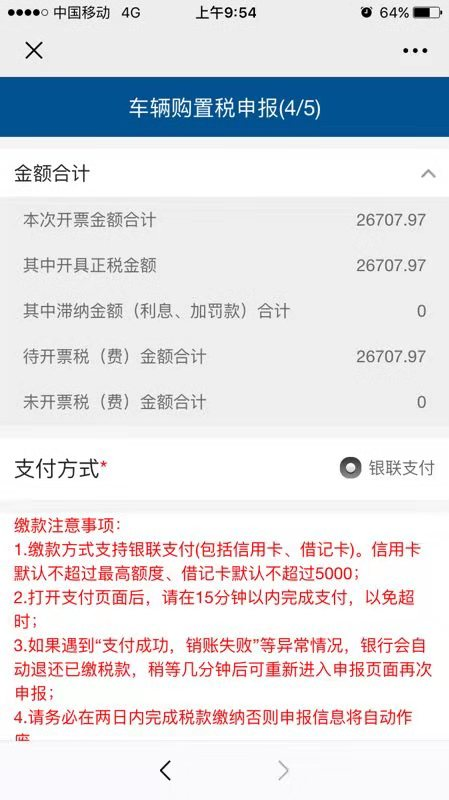 中国移动 4G 上午9:54 64%
车辆购置税申报(4/5)
金额合计
本次开票金额合计 26707.97
其中开具正税金额 26707.97
其中滞纳金额（利息、加罚款）合计 0
待开票税（费）金额合计 26707.97
未开票税（费）金额合计 0
支付方式* 银联支付
缴款注意事项：
1.缴款方式支持银联支付(包括信用卡、借记卡)。信用卡
默认不超过最高额度、借记卡默认不超过5000；
2.打开支付页面后，请在15分钟以内完成支付，以免超
时；
3.如果遇到“支付成功，销账失败”等异常情况，银行会自
动退还已缴税款，稍等几分钟后可重新进入申报页面再次
申报；
4.请务必在两日内完成税款缴纳否则申报信息将自动作